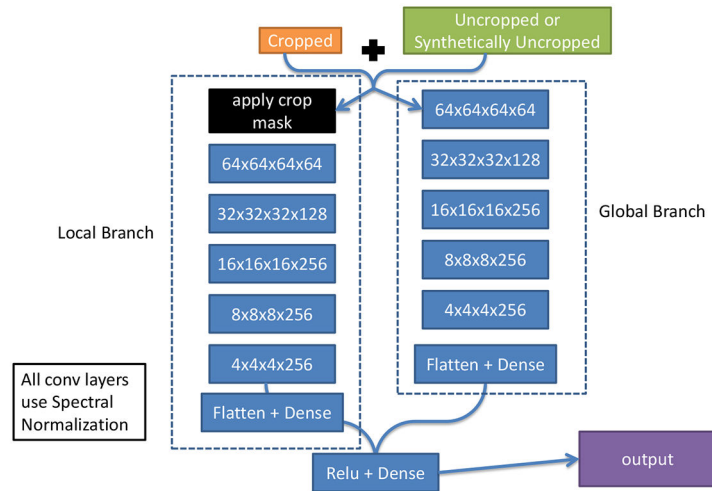 Cropped
Uncropped or
Synthetically Uncropped
apply crop
mask
64x64x64x64
32x32x32x128
16x16x16x256
8x8x8x256
4x4x4x256
Flatten + Dense
Local Branch
64x64x64x64
32x32x32x128
16x16x16x256
8x8x8x256
4x4x4x256
Flatten + Dense
Global Branch
All conv layers
use Spectral
Normalization
Relu + Dense
output